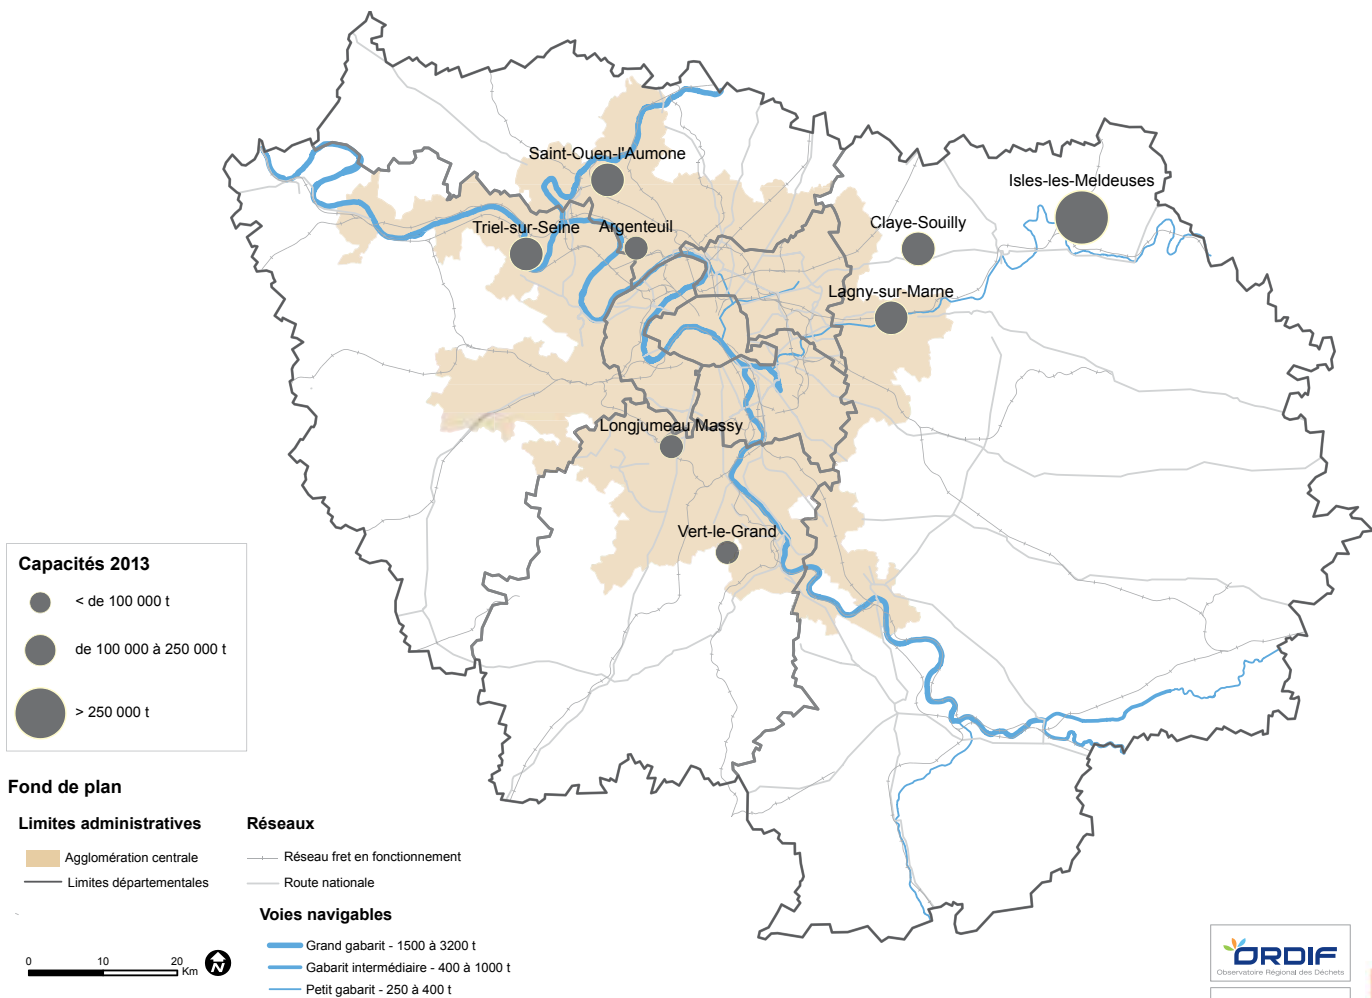 Saint-Ouen-l'Aumone
Isles-les-Meldeuses
Triel-sur-Seine
Argenteuil
Claye-Souilly
Lagny-sur-Marne
Longjumeau Massy
Vert-le-Grand
Capacités 2013
< de 100 000 t
de 100 000 à 250 000 t
> 250 000 t
Fond de plan
Limites administratives
Agglomération centrale
Limites départementales
Réseaux
Réseau fret en fonctionnement
Route nationale
Voies navigables
Grand gabarit - 1500 à 3200 t
Gabarit intermédiaire - 400 à 1000 t
Petit gabarit - 250 à 400 t
0 10 20
Km
N
ORDIF
Observatoire Régional des Déchets